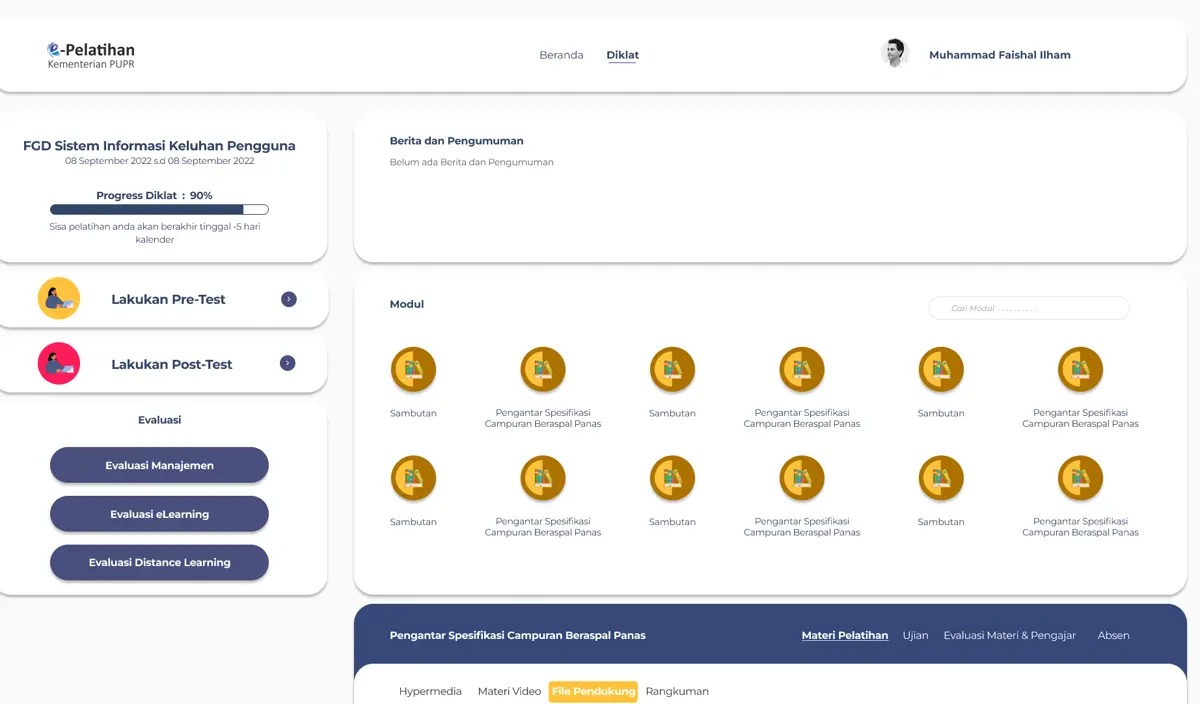 e-Pelatihan
Kementerian PUPR
Beranda
Diklat
Muhammad Faishal Ilham
FGD Sistem Informasi Keluhan Pengguna
08 September 2022 s.d 08 September 2022
Progress Diklat : 90%
Sisa pelatihan anda akan berakhir tinggal -5 hari
kalender
Lakukan Pre-Test
Lakukan Post-Test
Evaluasi
Evaluasi Manajemen
Evaluasi eLearning
Evaluasi Distance Learning
Berita dan Pengumuman
Belum ada Berita dan Pengumuman
Modul
Cari Modul ..........
Sambutan
Pengantar Spesifikasi
Campuran Beraspal Panas
Sambutan
Pengantar Spesifikasi
Campuran Beraspal Panas
Sambutan
Pengantar Spesifikasi
Campuran Beraspal Panas
Sambutan
Pengantar Spesifikasi
Campuran Beraspal Panas
Sambutan
Pengantar Spesifikasi
Campuran Beraspal Panas
Sambutan
Pengantar Spesifikasi
Campuran Beraspal Panas
Pengantar Spesifikasi Campuran Beraspal Panas
Materi Pelatihan
Ujian
Evaluasi Materi & Pengajar
Absen
Hypermedia
Materi Video
File Pendukung
Rangkuman